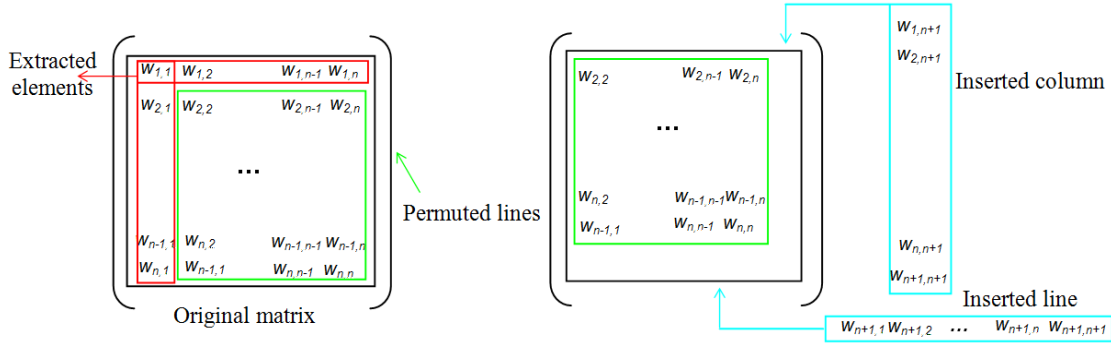 Extracted
elements
w1,1 w1,2 w1,n-1 w1,n
w2,1 w2,2 w2,n-1 w2,n
...
wn-1,1 wn,2 wn-1,n-1 wn-1,n
wn,1 wn-1,1 wn,n-1 wn,n
Original matrix
Permuted lines
w2,2 w2,n-1 w2,n
...
wn,2 wn-1,n-1 wn-1,n
wn-1,1 wn,n-1 wn,n
w1,n+1
w2,n+1
wn,n+1
wn+1,n+1
Inserted column
Inserted line
wn+1,1 wn+1,2 ... wn+1,n wn+1,n+1